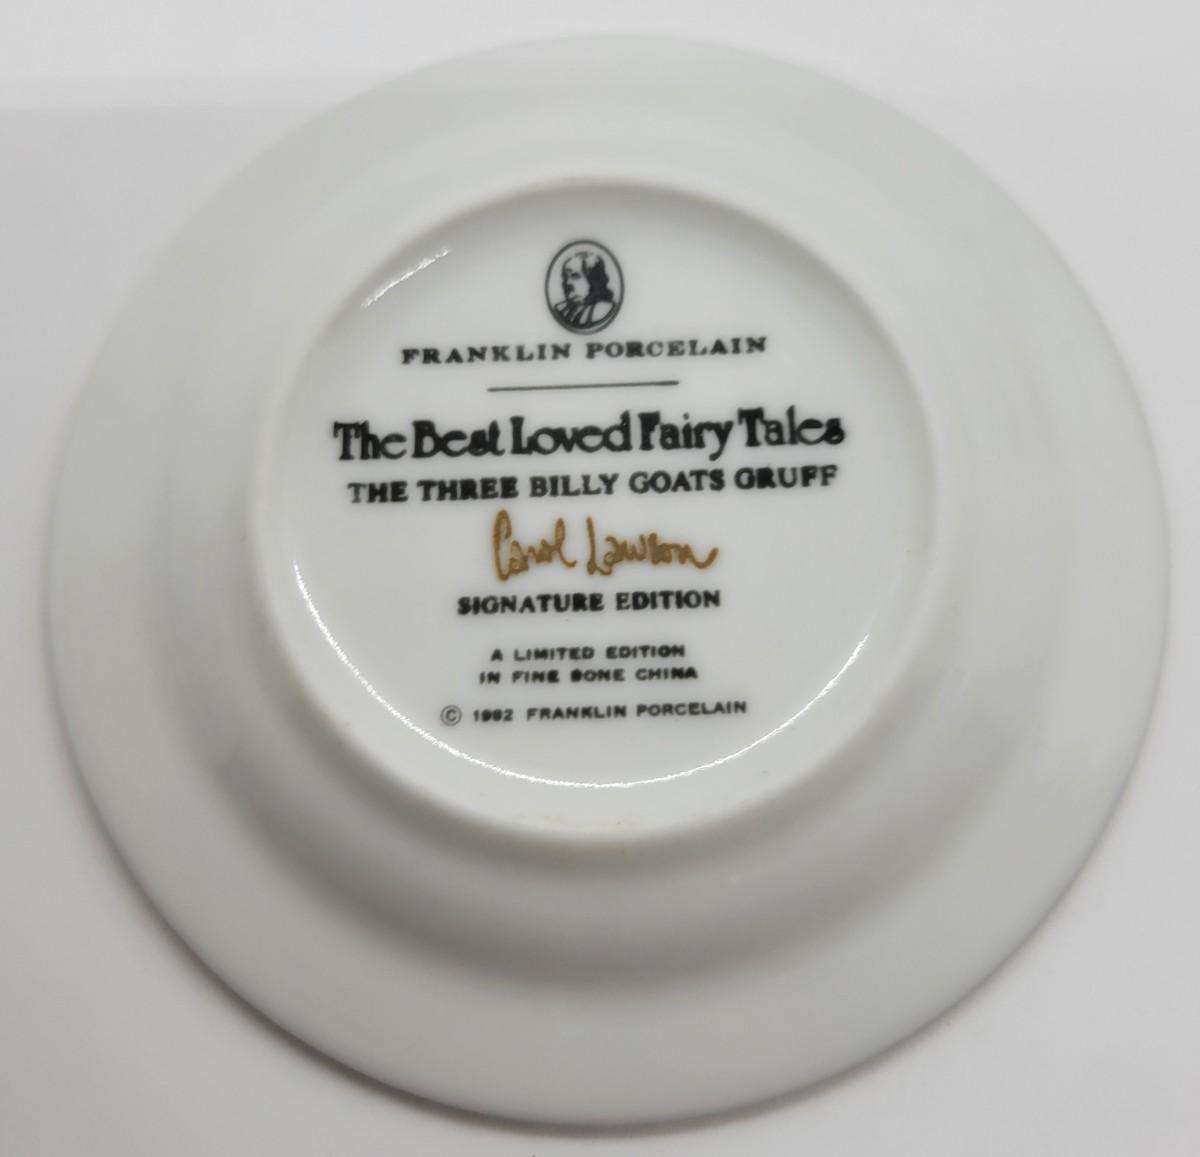 FRANKLIN PORCELAIN
The Best Loved Fairy Tales
THE THREE BILLY GOATS GRUFF
Carol Lawson
SIGNATURE EDITION
A LIMITED EDITION
IN FINE BONE CHINA
© 1982 FRANKLIN PORCELAIN